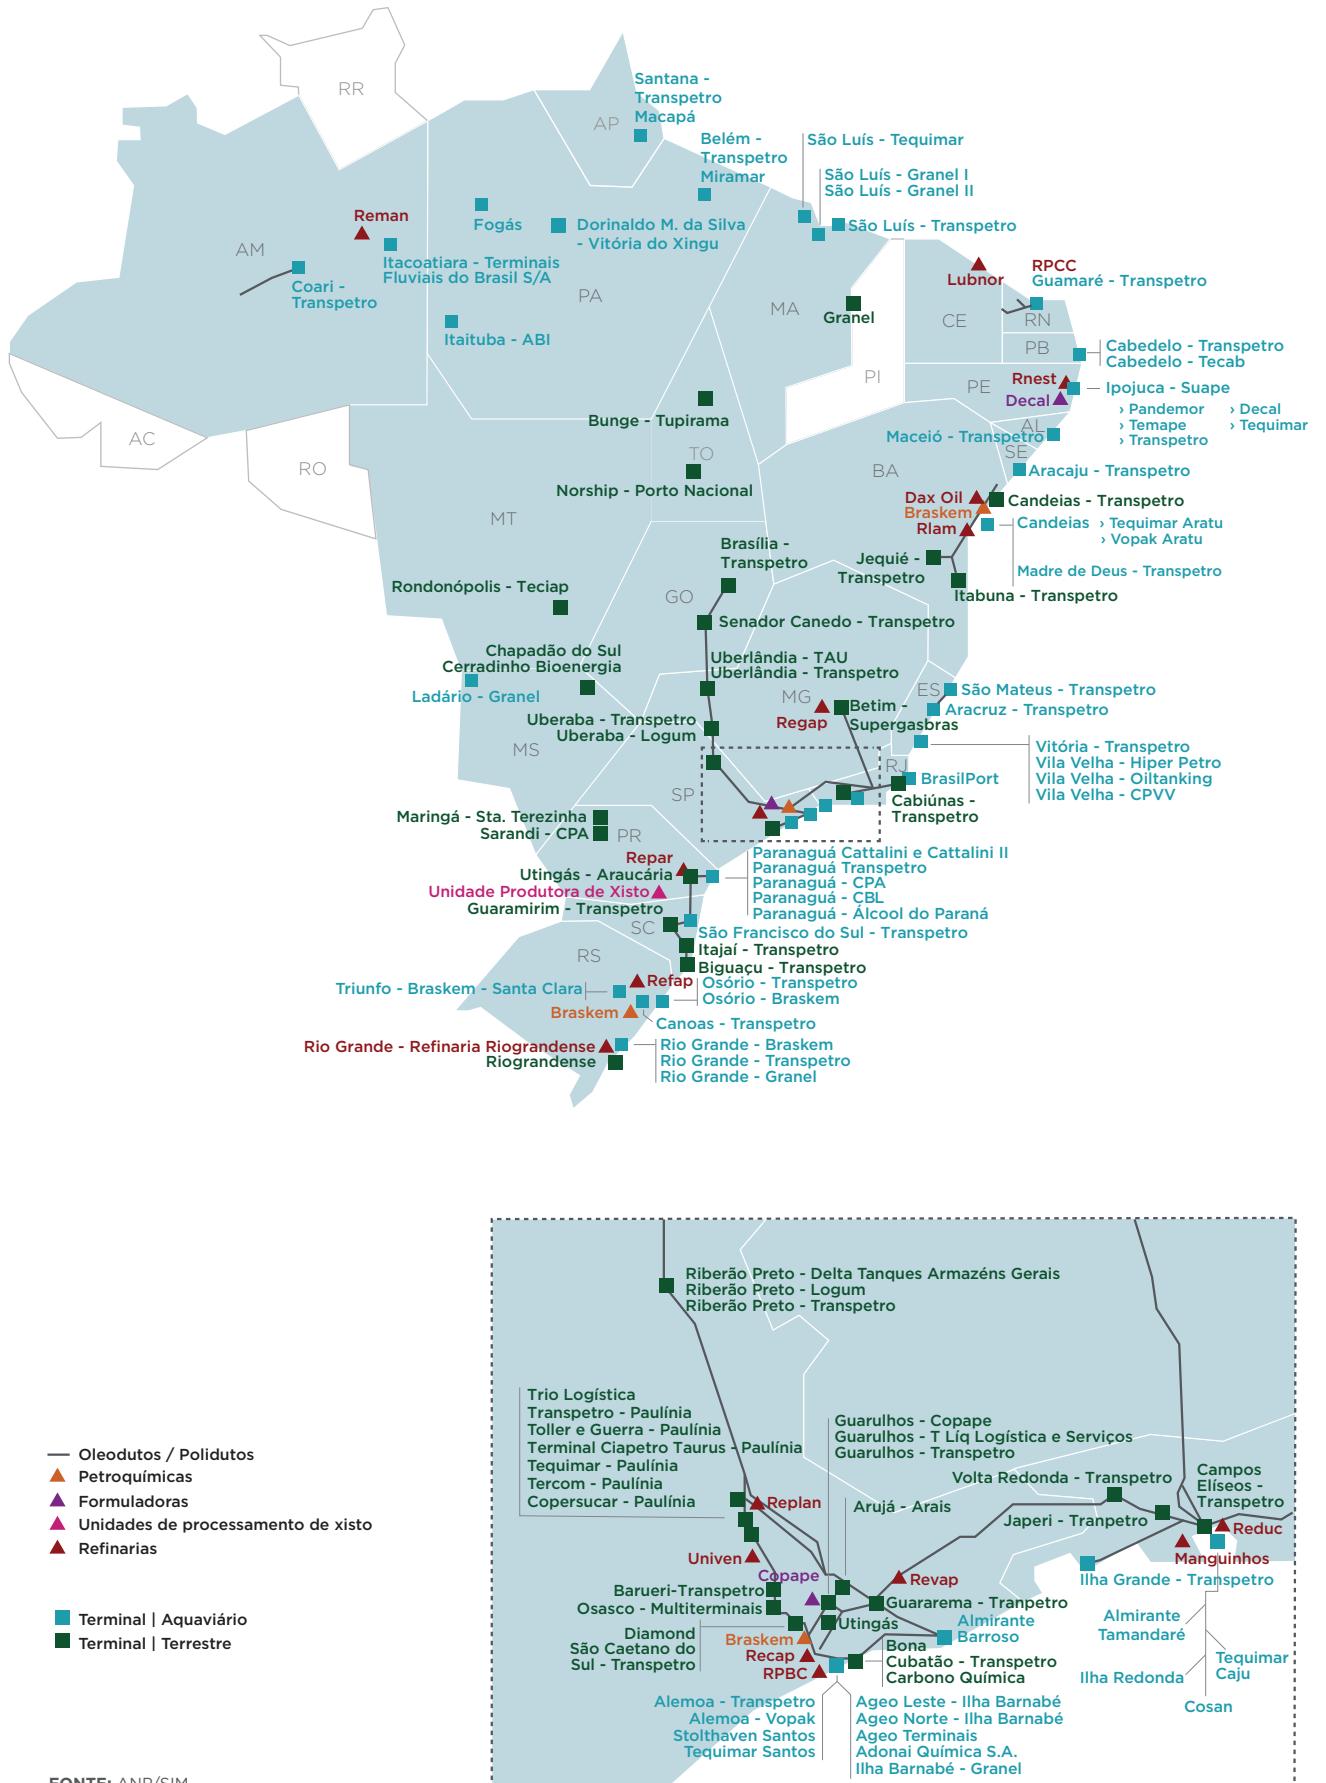 RR
Santana -
Transpetro
Macapá
AP
Belém -
Transpetro
Miramar
São Luís - Tequimar
São Luís - Granel I
São Luís - Granel II
São Luís - Transpetro
Reman
Fogás
Dorinaldo M. da Silva
- Vitória do Xingu
AM
Itacoatiara - Terminais
Fluviais do Brasil S/A
Coari -
Transpetro
PA
MA
Granel
Lubnor
RPCC
Guamaré - Transpetro
CE
RN
Itaituba - ABI
PB
Cabedelo - Transpetro
Cabedelo - Tecab
PI
PE
Rnest
Decal
Ipojuca - Suape
› Pandemor
› Decal
› Temape
› Tequimar
› Transpetro
Bunge - Tupirama
AC
RO
AL
Maceió - Transpetro
SE
TO
BA
Aracaju - Transpetro
Norship - Porto Nacional
Dax Oil
Braskem
Rlam
Candeias - Transpetro
Candeias
› Tequimar Aratu
› Vopak Aratu
MT
Brasília -
Transpetro
Jequié -
Transpetro
Madre de Deus - Transpetro
Itabuna - Transpetro
Rondonópolis - Teciap
GO
Senador Canedo - Transpetro
Chapadão do Sul
Cerradinho Bioenergia
Uberlândia - TAU
Uberlândia - Transpetro
Ladário - Granel
MG
Regap
Betim -
Supergasbras
ES
São Mateus - Transpetro
Aracruz - Transpetro
Uberaba - Transpetro
Uberaba - Logum
MS
Vitória - Transpetro
Vila Velha - Hiper Petro
Vila Velha - Oiltanking
Vila Velha - CPVV
RJ
BrasilPort
SP
Cabiúnas -
Transpetro
Maringá - Sta. Terezinha
Sarandi - CPA
PR
Repar
Utingás - Araucária
Unidade Produtora de Xisto
Guaramirim - Transpetro
Paranaguá Cattalini e Cattalini II
Paranaguá Transpetro
Paranaguá - CPA
Paranaguá - CBL
Paranaguá - Álcool do Paraná
SC
São Francisco do Sul - Transpetro
Itajaí - Transpetro
Biguaçu - Transpetro
RS
Refap
Triunfo - Braskem - Santa Clara
Osório - Transpetro
Osório - Braskem
Braskem
Canoas - Transpetro
Rio Grande - Refinaria Riograndense
Riograndense
Rio Grande - Braskem
Rio Grande - Transpetro
Rio Grande - Granel
Riberão Preto - Delta Tanques Armazéns Gerais
Riberão Preto - Logum
Riberão Preto - Transpetro
Trio Logística
Transpetro - Paulínia
Toller e Guerra - Paulínia
Terminal Ciapetro Taurus - Paulínia
Tequimar - Paulínia
Tercom - Paulínia
Copersucar - Paulínia
Guarulhos - Copape
Guarulhos - T Líq Logística e Serviços
Guarulhos - Transpetro
Volta Redonda - Transpetro
Campos
Elíseos -
Transpetro
Replan
Arujá - Arais
Japeri - Tranpetro
Reduc
Manguinhos
Univen
Copape
Revap
Ilha Grande - Transpetro
Barueri-Transpetro
Osasco - Multiterminais
Guararema - Tranpetro
Utingás
Almirante
Barroso
Almirante
Tamandaré
Diamond
São Caetano do
Sul - Transpetro
Braskem
Recap
RPBC
Bona
Cubatão - Transpetro
Carbono Química
Tequimar
Caju
Ilha Redonda
Cosan
Alemoa - Transpetro
Alemoa - Vopak
Stolthaven Santos
Tequimar Santos
Ageo Leste - Ilha Barnabé
Ageo Norte - Ilha Barnabé
Ageo Terminais
Adonai Química S.A.
Ilha Barnabé - Granel
Oleodutos / Polidutos
Petroquímicas
Formuladoras
Unidades de processamento de xisto
Refinarias
Terminal | Aquaviário
Terminal | Terrestre
FONTE: ANP/SIM